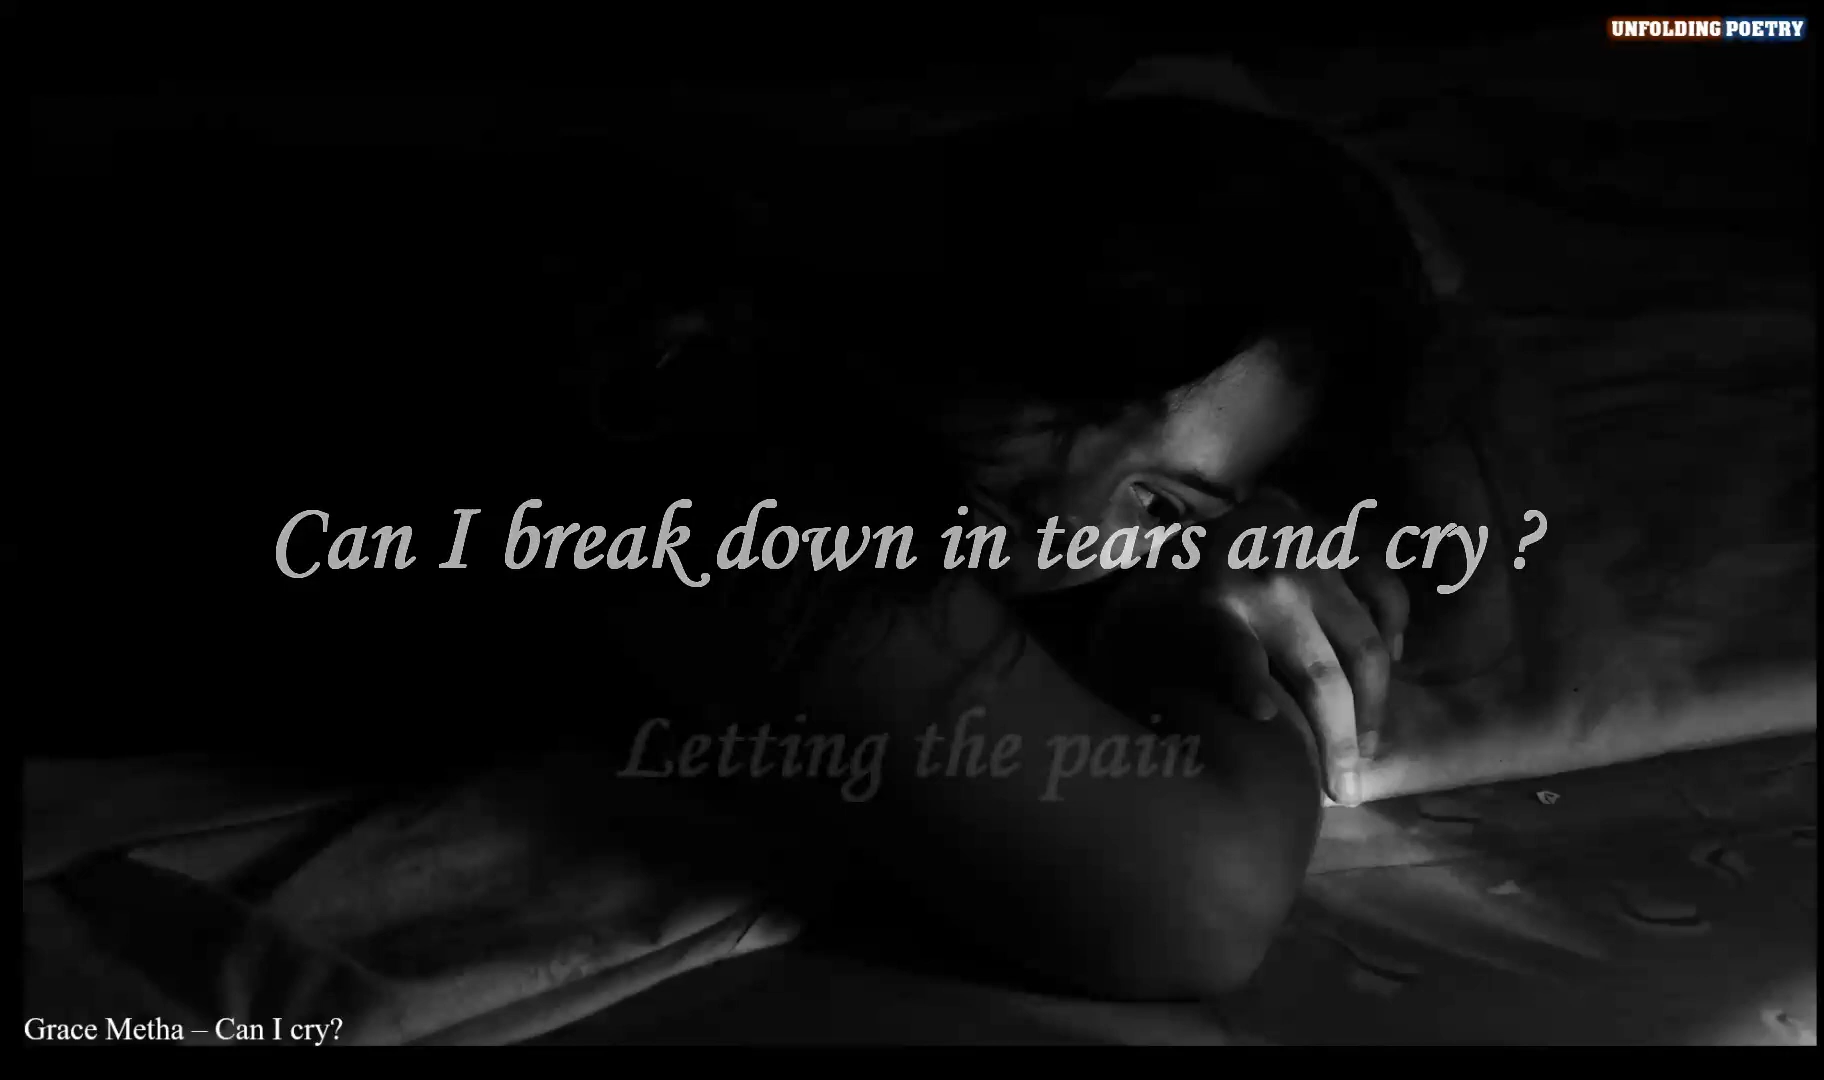 UNFOLDING POETRY
Can I break down in tears and cry ?
Letting the pain
Grace Metha – Can I cry?